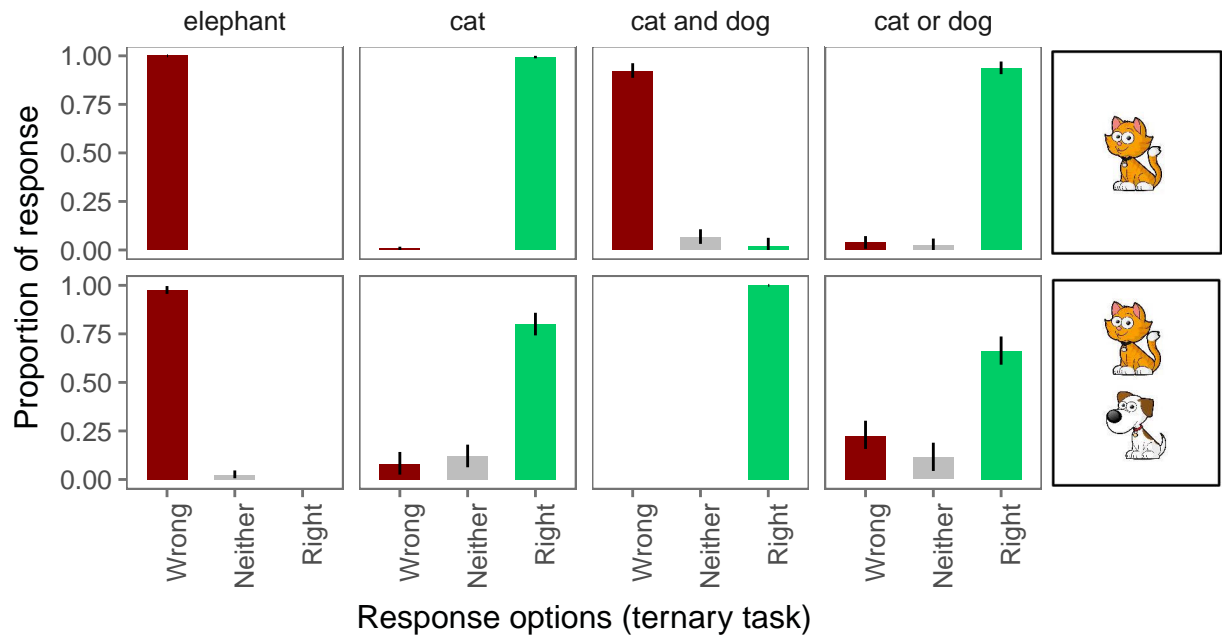 elephant cat cat and dog cat or dog
Proportion of response
1.00
0.75
0.50
0.25
0.00
1.00
0.75
0.50
0.25
0.00
Wrong Neither Right Wrong Neither Right Wrong Neither Right Wrong Neither Right
Response options (ternary task)